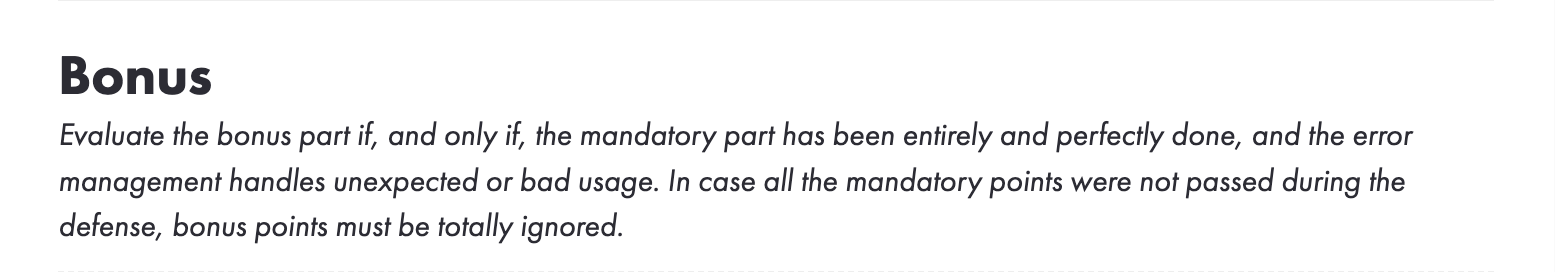 Bonus
Evaluate the bonus part if, and only if, the mandatory part has been entirely and perfectly done, and the error
management handles unexpected or bad usage. In case all the mandatory points were not passed during the
defense, bonus points must be totally ignored.